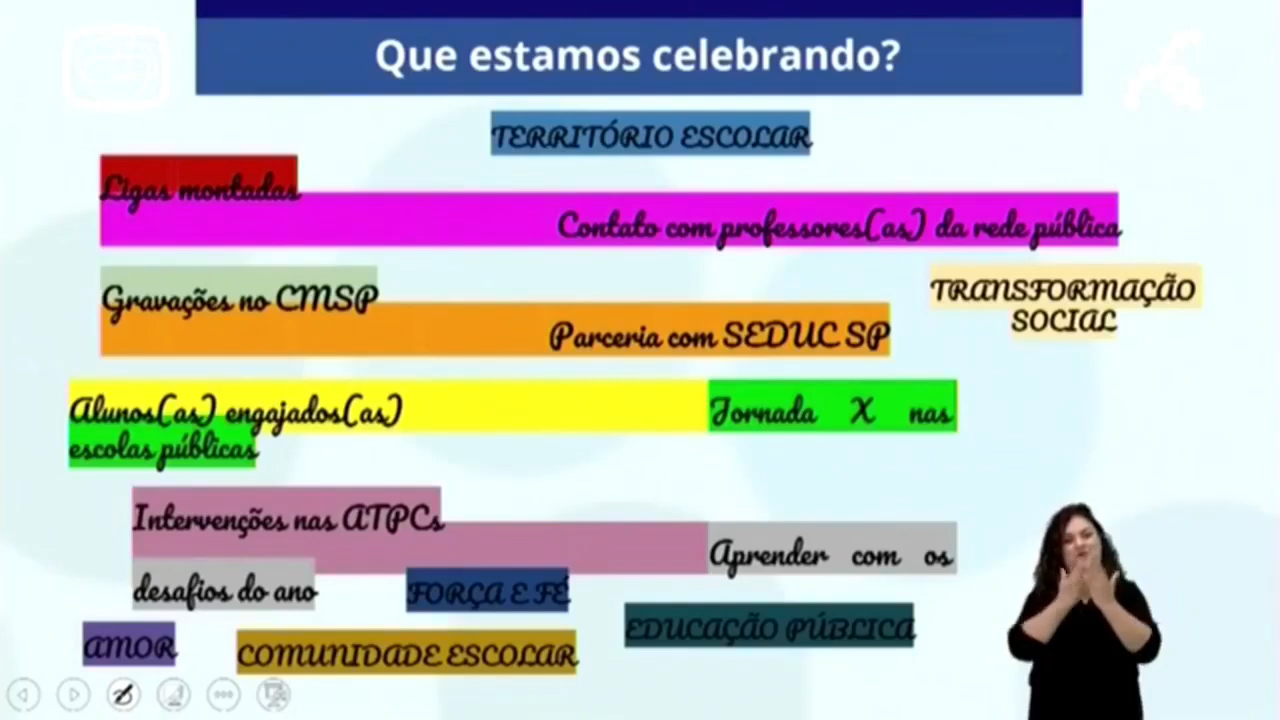 Que estamos celebrando?
TERRITÓRIO ESCOLAR
Ligas montadas
Contato com professores(as) da rede pública
Gravações no CMSP
TRANSFORMAÇÃO
SOCIAL
Parceria com SEDUC SP
Alunos(as) engajados(as)
Jornada X nas
escolas públicas
Intervenções nas ATPCs
Aprender com os
desafios do ano
FORÇA E FÉ
EDUCAÇÃO PÚBLICA
AMOR
COMUNIDADE ESCOLAR